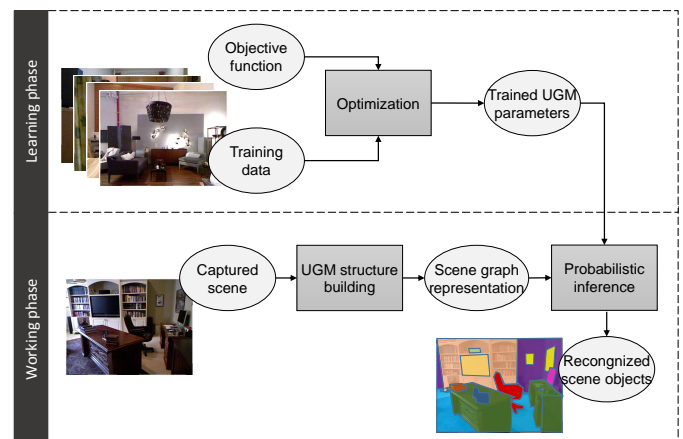 Learning phase
Objective
function
Optimization
Trained UGM
parameters
Training
data
Working phase
Captured
scene
UGM structure
building
Scene graph
representation
Probabilistic
inference
Recongnized
scene objects